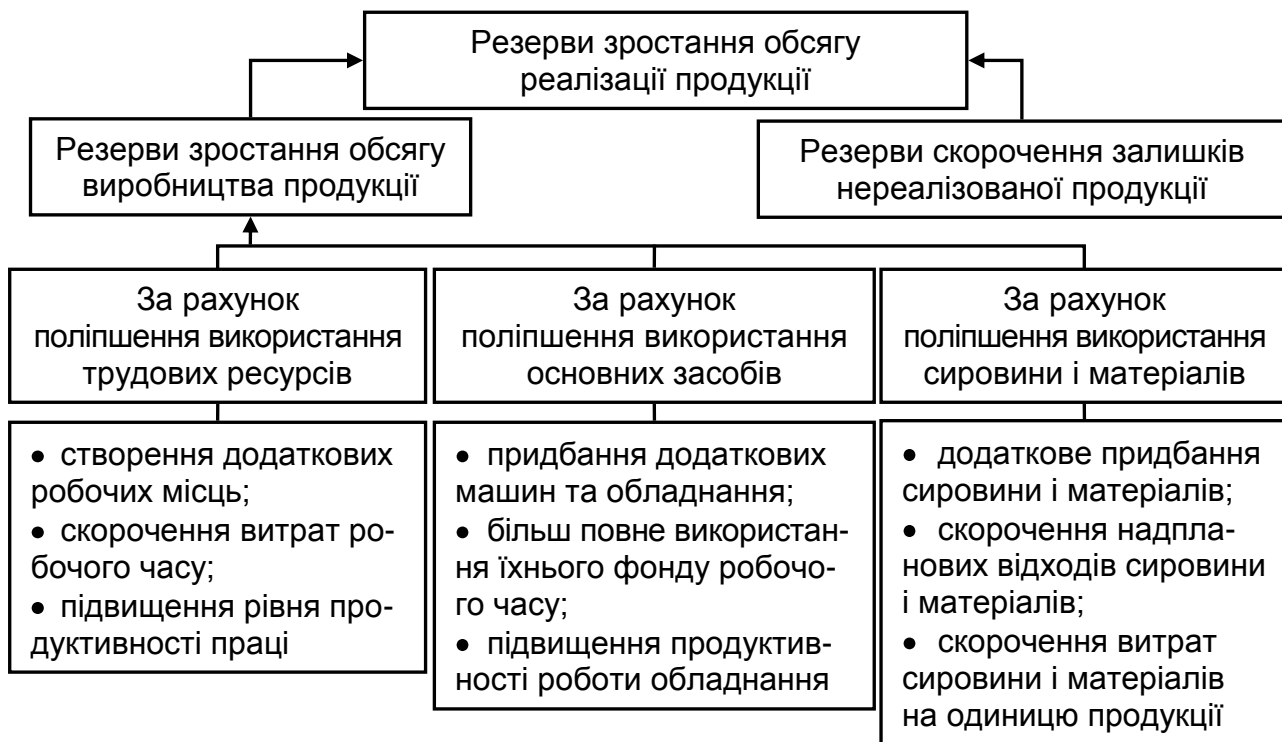 Резерви зростання обсягу
реалізації продукції
Резерви зростання обсягу
виробництва продукції
Резерви скорочення залишків
нереалізованої продукції
За рахунок
поліпшення використання
трудових ресурсів
За рахунок
поліпшення використання
основних засобів
За рахунок
поліпшення використання
сировини і матеріалів
• створення додаткових
робочих місць;
• скорочення витрат ро-
бочого часу;
• підвищення рівня про-
дуктивності праці
• придбання додаткових
машин та обладнання;
• більш повне використан-
ня їхнього фонду робочо-
го часу;
• підвищення продуктив-
ності роботи обладнання
• додаткове придбання
сировини і матеріалів;
• скорочення надпла-
нових відходів сировини
і матеріалів;
• скорочення витрат
сировини і матеріалів
на одиницю продукції